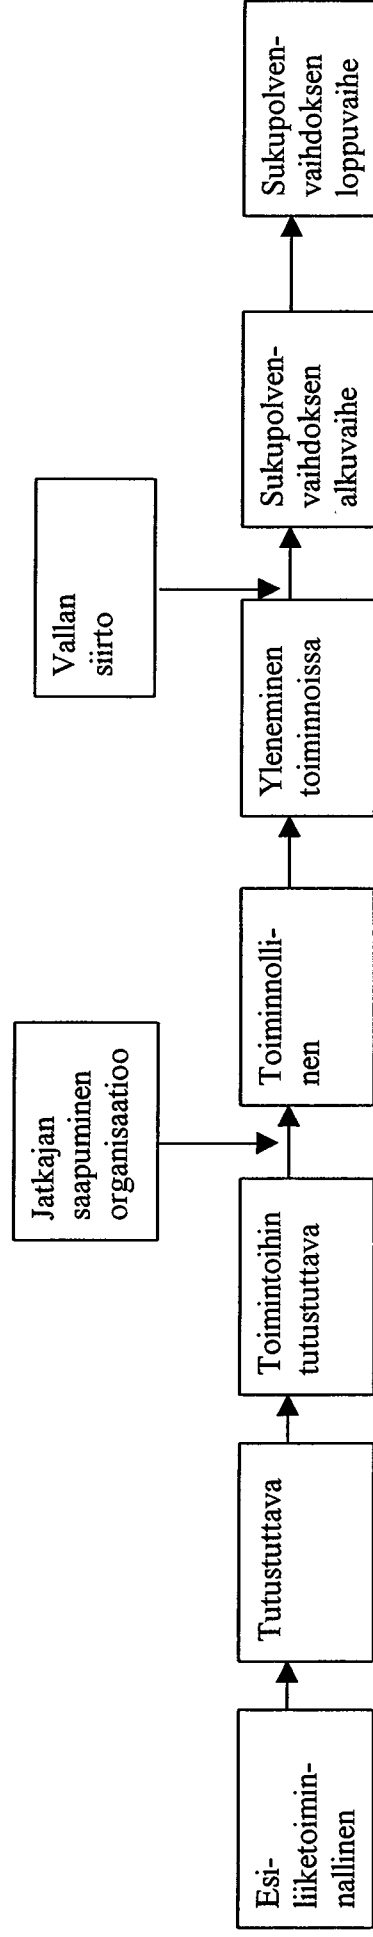 Jatkajan
saapuminen
organisaatioo
Vallan
siirto
Esi-
liiketoimin-
nallinen
Tutustuttava
Toimintoihin
tutustuttava
Toiminnolli-
nen
Yleneminen
toiminnoissa
Sukupolven-
vaihdoksen
alkuvaihe
Sukupolven-
vaihdoksen
loppuvaihe